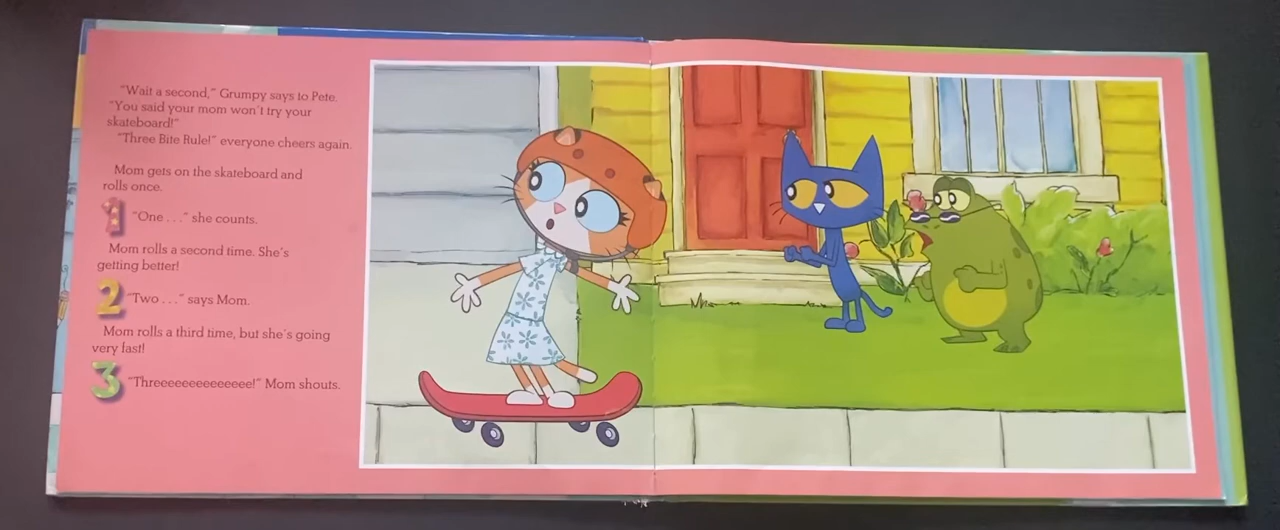 "Wait a second," Grumpy says to Pete.
"You said your mom won't try your
skateboard!"
"Three Bite Rule!" everyone cheers again.
Mom gets on the skateboard and
rolls once.
1 "One . . ." she counts.
Mom rolls a second time. She's
getting better!
2 "Two . . ." says Mom.
Mom rolls a third time, but she's going
very fast!
3 "Threeeeeeeeeeeeee!" Mom shouts.